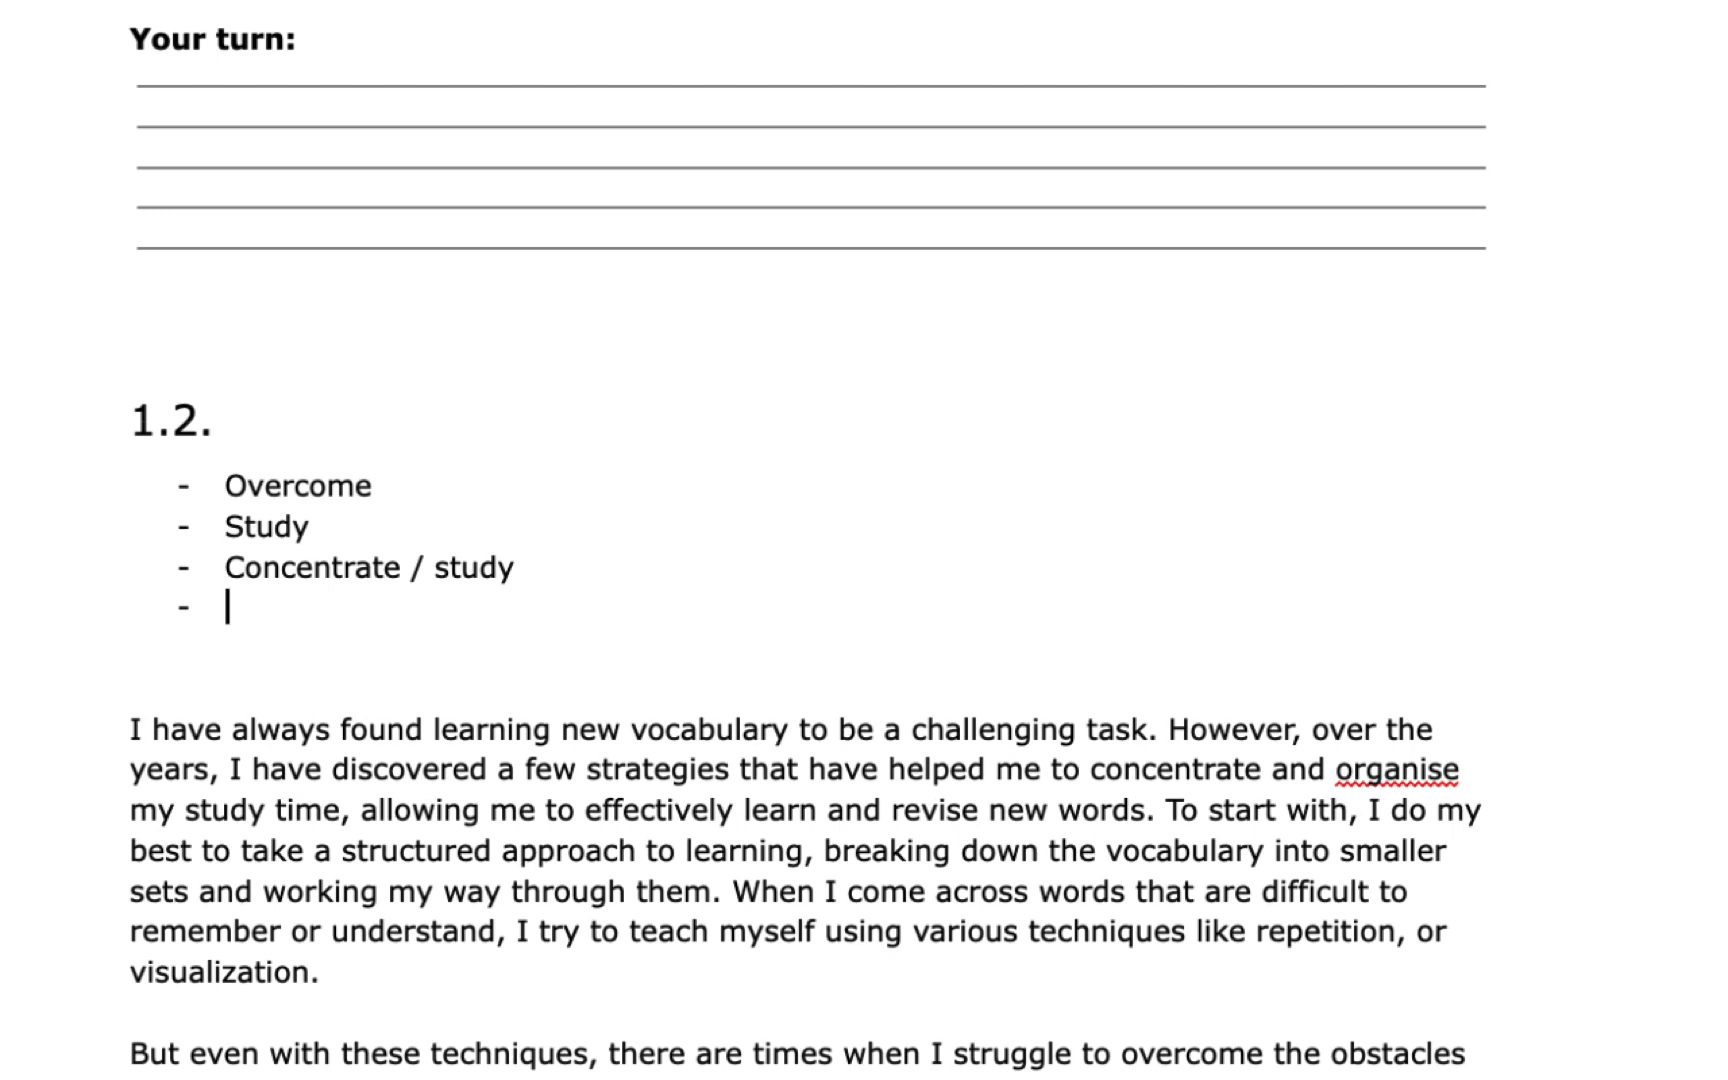 Your turn:
1.2.
- Overcome
- Study
- Concentrate / study
-
I have always found learning new vocabulary to be a challenging task. However, over the
years, I have discovered a few strategies that have helped me to concentrate and organise
my study time, allowing me to effectively learn and revise new words. To start with, I do my
best to take a structured approach to learning, breaking down the vocabulary into smaller
sets and working my way through them. When I come across words that are difficult to
remember or understand, I try to teach myself using various techniques like repetition, or
visualization.
But even with these techniques, there are times when I struggle to overcome the obstacles